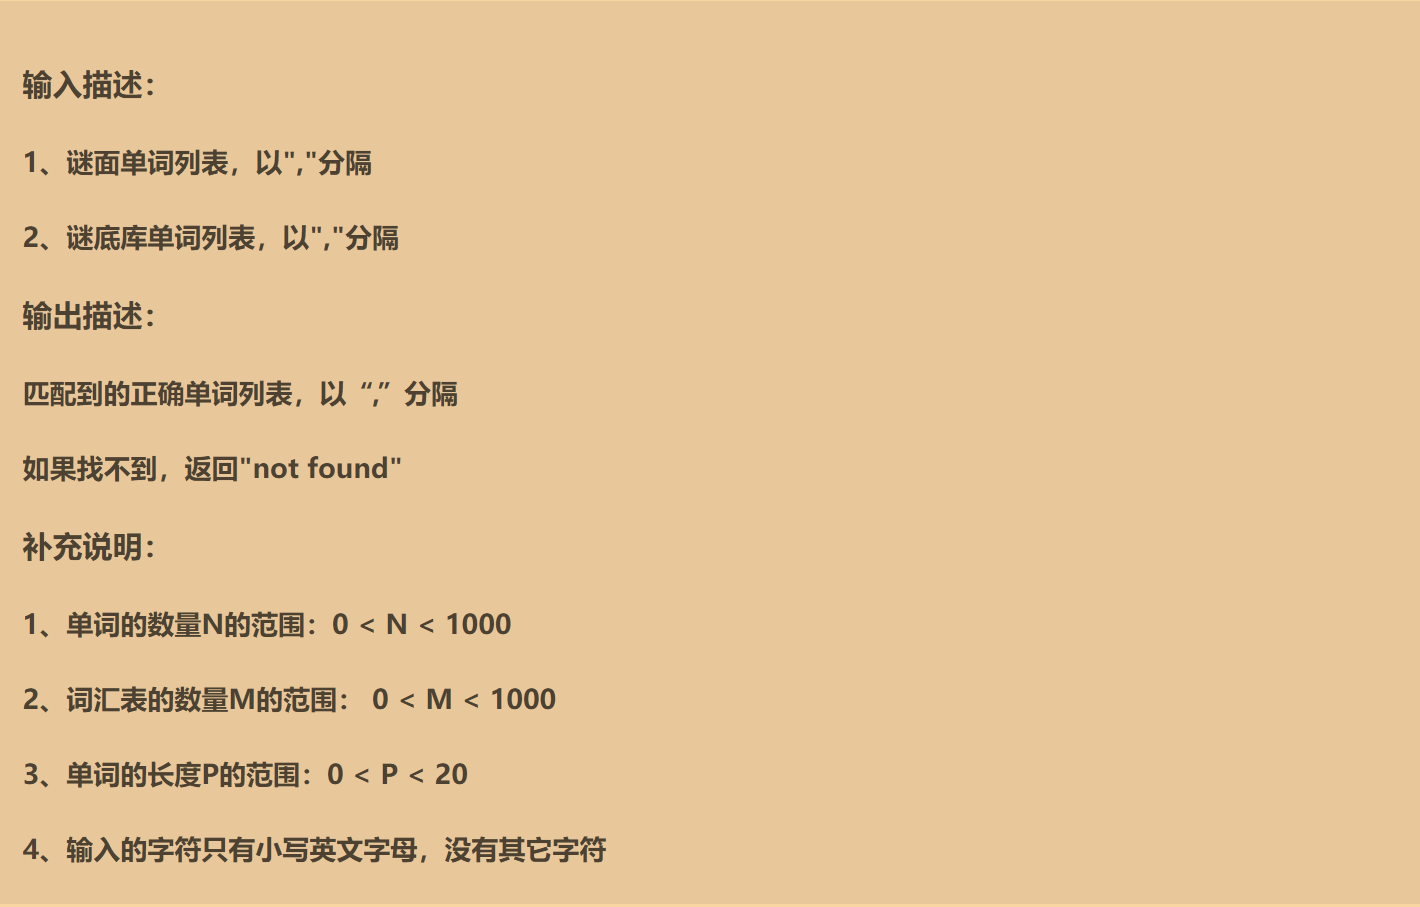 输入描述：
1、谜面单词列表，以","分隔
2、谜底库单词列表，以","分隔
输出描述：
匹配到的正确单词列表，以“,”分隔
如果找不到，返回"not found"
补充说明：
1、单词的数量N的范围：0 < N < 1000
2、词汇表的数量M的范围： 0 < M < 1000
3、单词的长度P的范围：0 < P < 20
4、输入的字符只有小写英文字母，没有其它字符